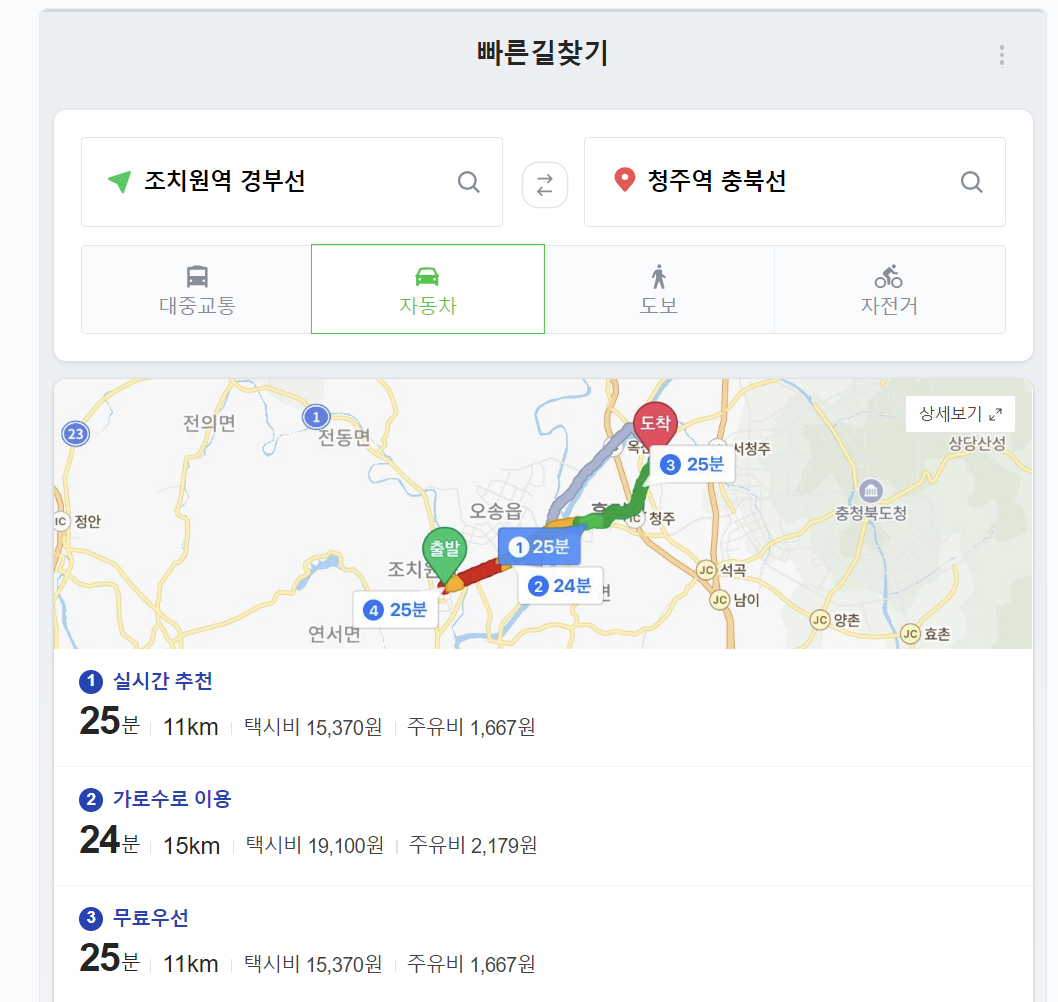 빠른길찾기
조치원역 경부선
청주역 충북선
대중교통
자동차
도보
자전거
상세보기
전의면
1
전동면
23
도착
서청주
상당산성
3 25분
충청북도청
IC 정안
오송읍
IC 청주
출발
1 25분
조치원
2 24분
JC 석곡
4 25분
JC 남이
연서면
JC 양촌
JC 효촌
1 실시간 추천
25분 11km 택시비 15,370원 주유비 1,667원
2 가로수로 이용
24분 15km 택시비 19,100원 주유비 2,179원
3 무료우선
25분 11km 택시비 15,370원 주유비 1,667원